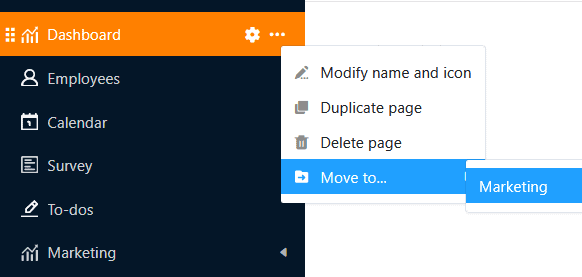 Dashboard
Employees
Calendar
Survey
To-dos
Marketing
Modify name and icon
Duplicate page
Delete page
Move to...
Marketing